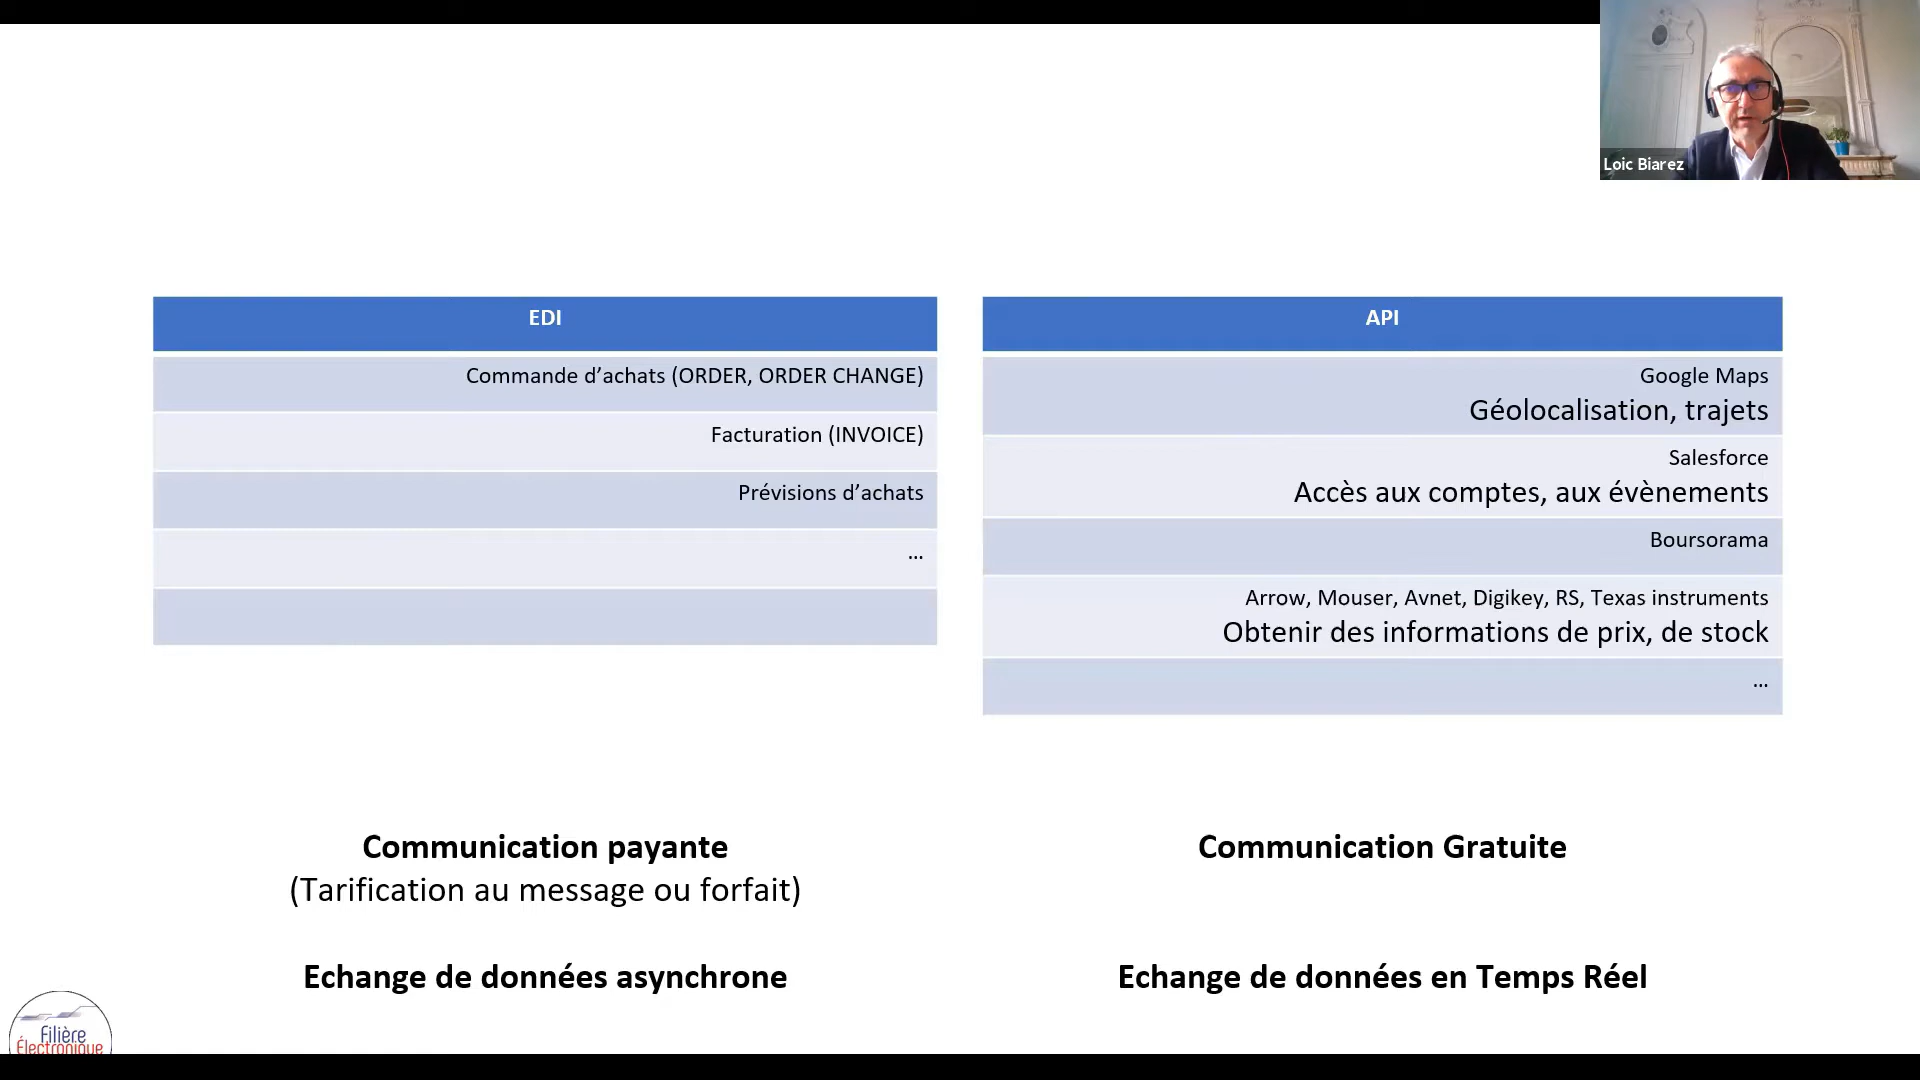 Loic Biarez
EDI
Commande d’achats (ORDER, ORDER CHANGE)
Facturation (INVOICE)
Prévisions d’achats
...
API
Google Maps
Géolocalisation, trajets
Salesforce
Accès aux comptes, aux évènements
Boursorama
Arrow, Mouser, Avnet, Digikey, RS, Texas instruments
Obtenir des informations de prix, de stock
...
Communication payante
(Tarification au message ou forfait)
Echange de données asynchrone
Communication Gratuite
Echange de données en Temps Réel
Filière
Électronique